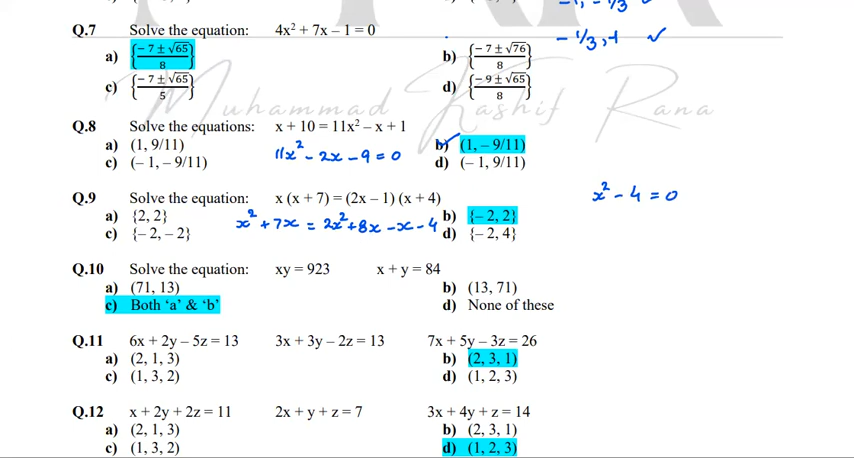 -1, -1/3
Q.7 Solve the equation: 4x² + 7x – 1 = 0
- 1/3, -1 ✓
a) {(– 7 ± √65)/8} b) {(– 7 ± √76)/8}
c) {(– 7 ± √65)/5} d) {(– 9 ± √65)/8}
Muhammad Kashif Rana
Q.8 Solve the equations: x + 10 = 11x² – x + 1
a) (1, 9/11) b) (1, – 9/11)
c) (– 1, – 9/11) 11x² - 2x - 9 = 0 d) (– 1, 9/11)
Q.9 Solve the equation: x (x + 7) = (2x – 1) (x + 4) x² - 4 = 0
a) {2, 2} b) {– 2, 2}
c) {– 2, – 2} x² + 7x = 2x² + 8x - x - 4 d) {– 2, 4}
Q.10 Solve the equation: xy = 923 x + y = 84
a) (71, 13) b) (13, 71)
c) Both ‘a’ & ‘b’ d) None of these
Q.11 6x + 2y – 5z = 13 3x + 3y – 2z = 13 7x + 5y – 3z = 26
a) (2, 1, 3) b) (2, 3, 1)
c) (1, 3, 2) d) (1, 2, 3)
Q.12 x + 2y + 2z = 11 2x + y + z = 7 3x + 4y + z = 14
a) (2, 1, 3) b) (2, 3, 1)
c) (1, 3, 2) d) (1, 2, 3)